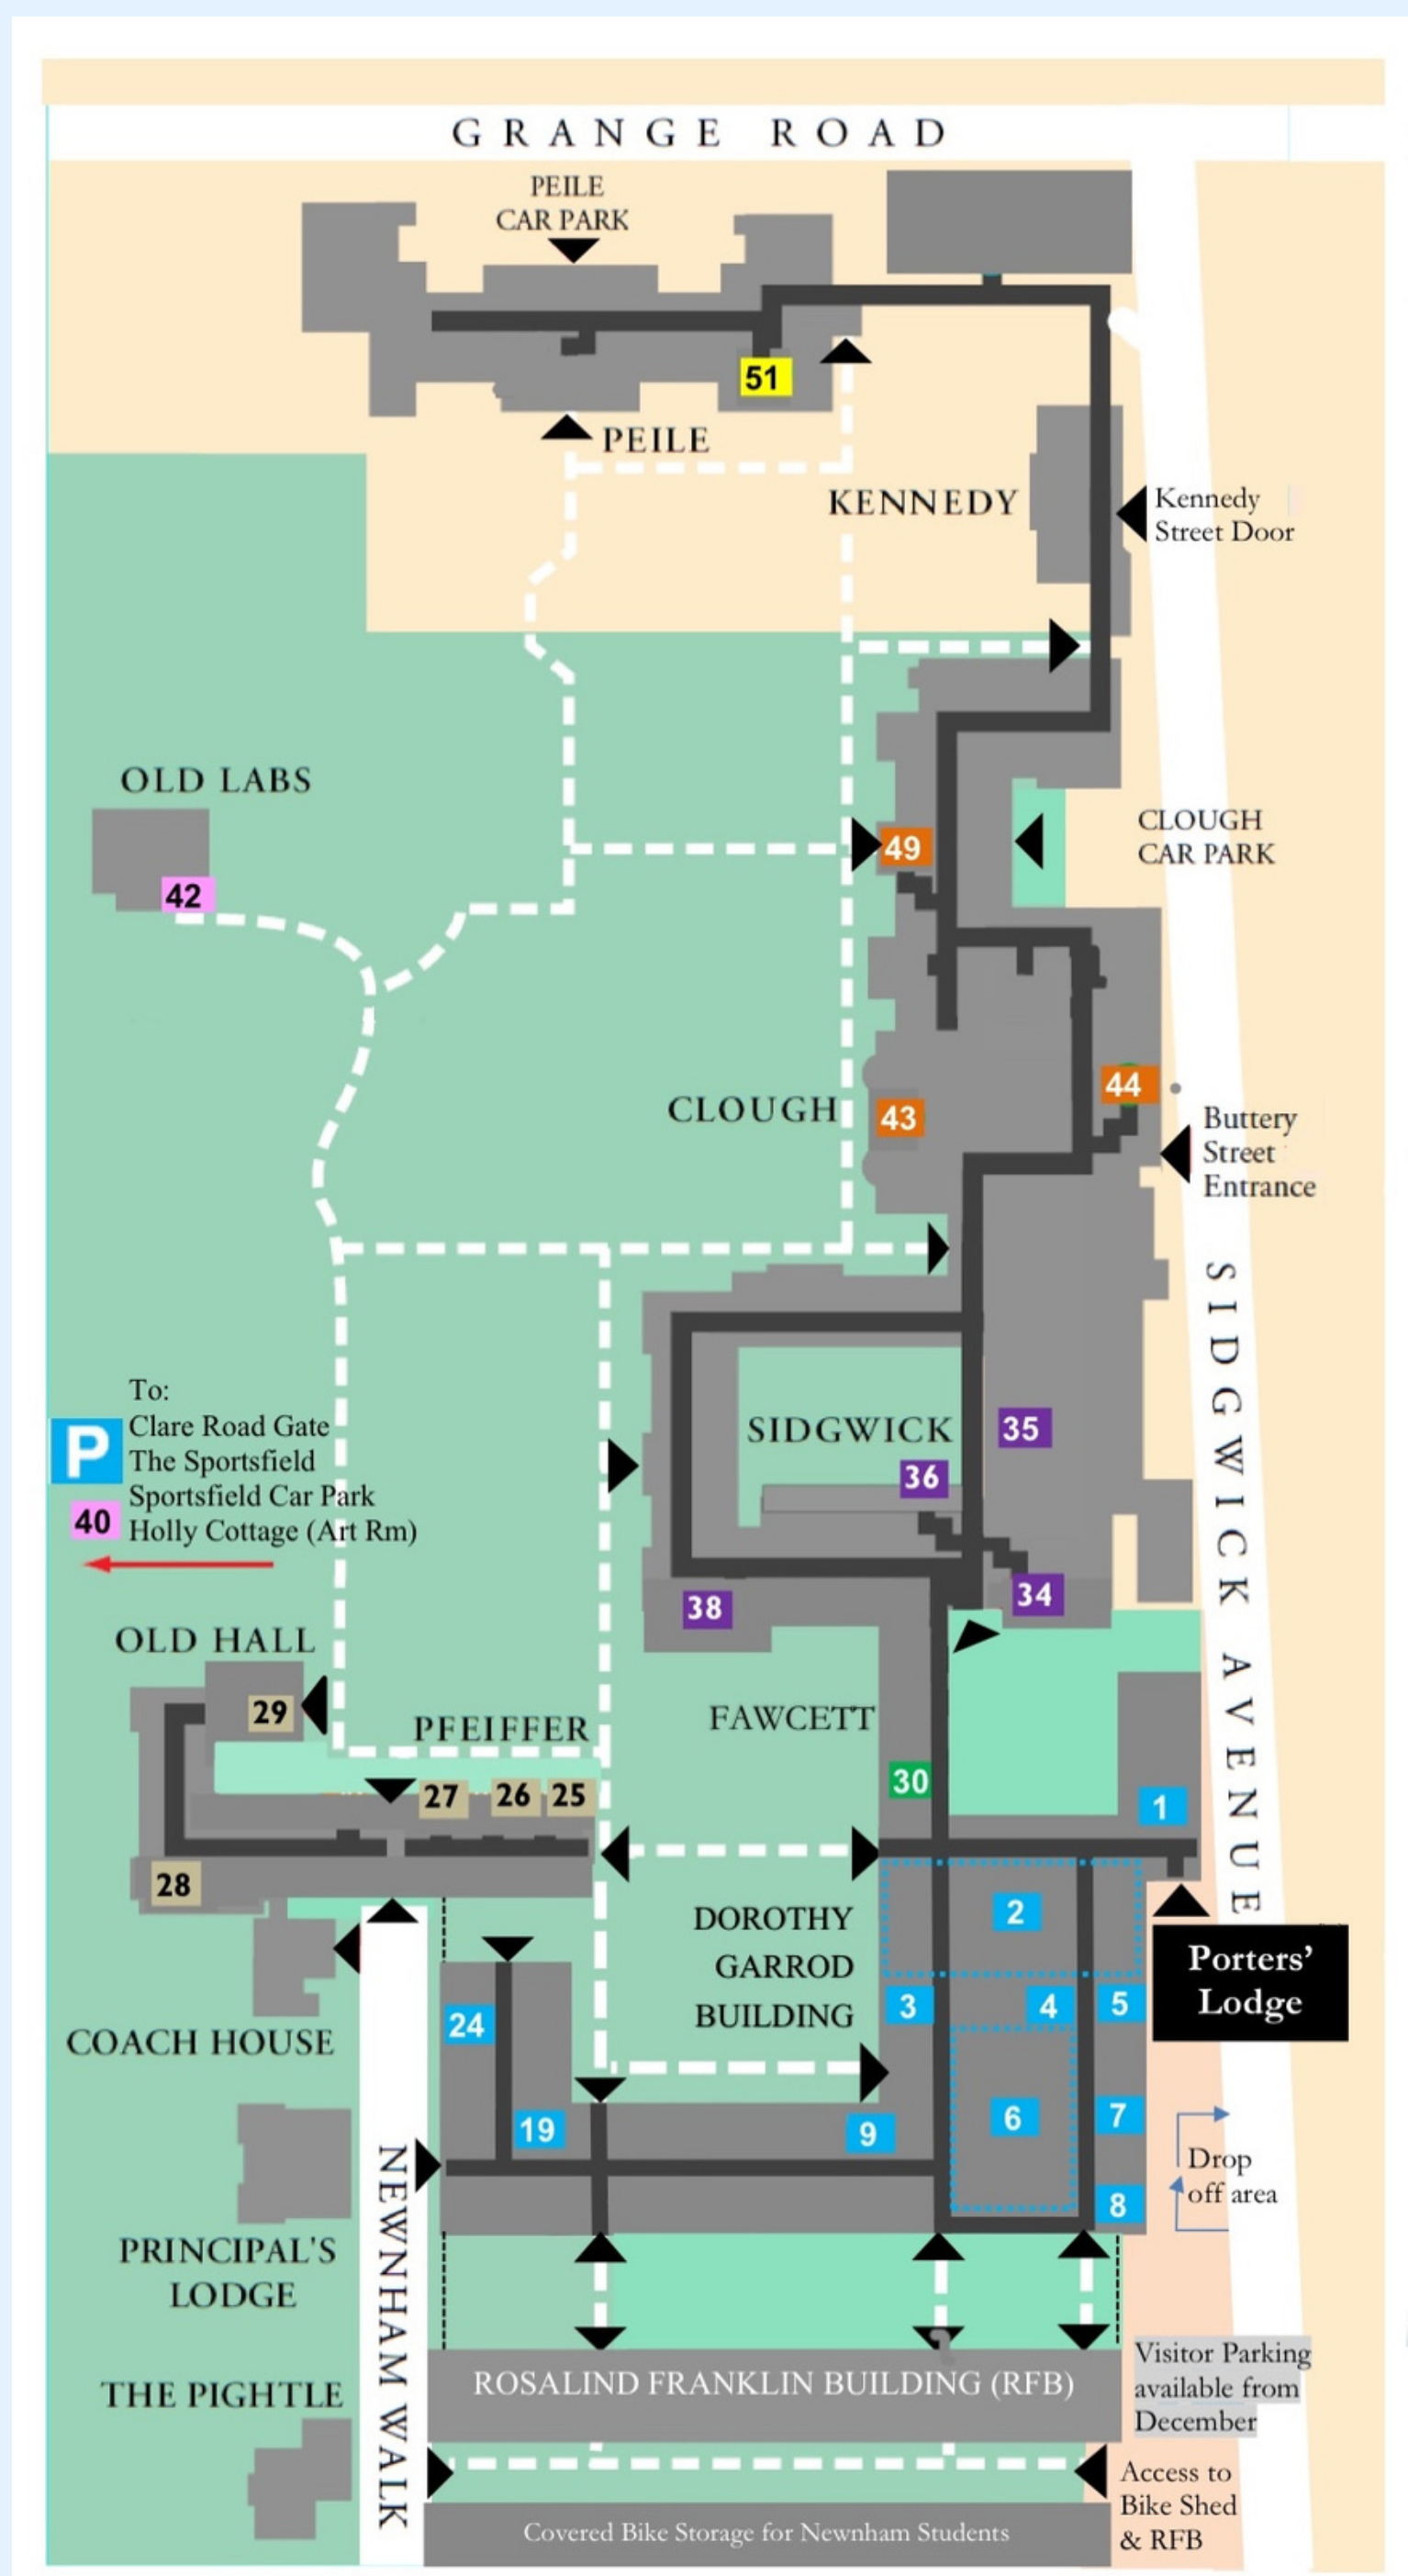 GRANGE ROAD
PEILE
CAR PARK
51
PEILE
KENNEDY
Kennedy
Street Door
OLD LABS
42
49
CLOUGH
CAR PARK
44
CLOUGH
43
Buttery
Street
Entrance
SIDGWICK AVENUE
To:
P
Clare Road Gate
The Sportsfield
Sportsfield Car Park
40
Holly Cottage (Art Rm)
SIDGWICK
35
36
34
38
OLD HALL
29
PFEIFFER
FAWCETT
27
26
25
30
1
28
DOROTHY
GARROD
BUILDING
2
Porters’
Lodge
3
4
5
24
COACH HOUSE
19
9
6
7
8
Drop
off area
NEWNHAM WALK
PRINCIPAL'S
LODGE
THE PIGHTLE
ROSALIND FRANKLIN BUILDING (RFB)
Visitor Parking
available from
December
Access to
Bike Shed
& RFB
Covered Bike Storage for Newnham Students